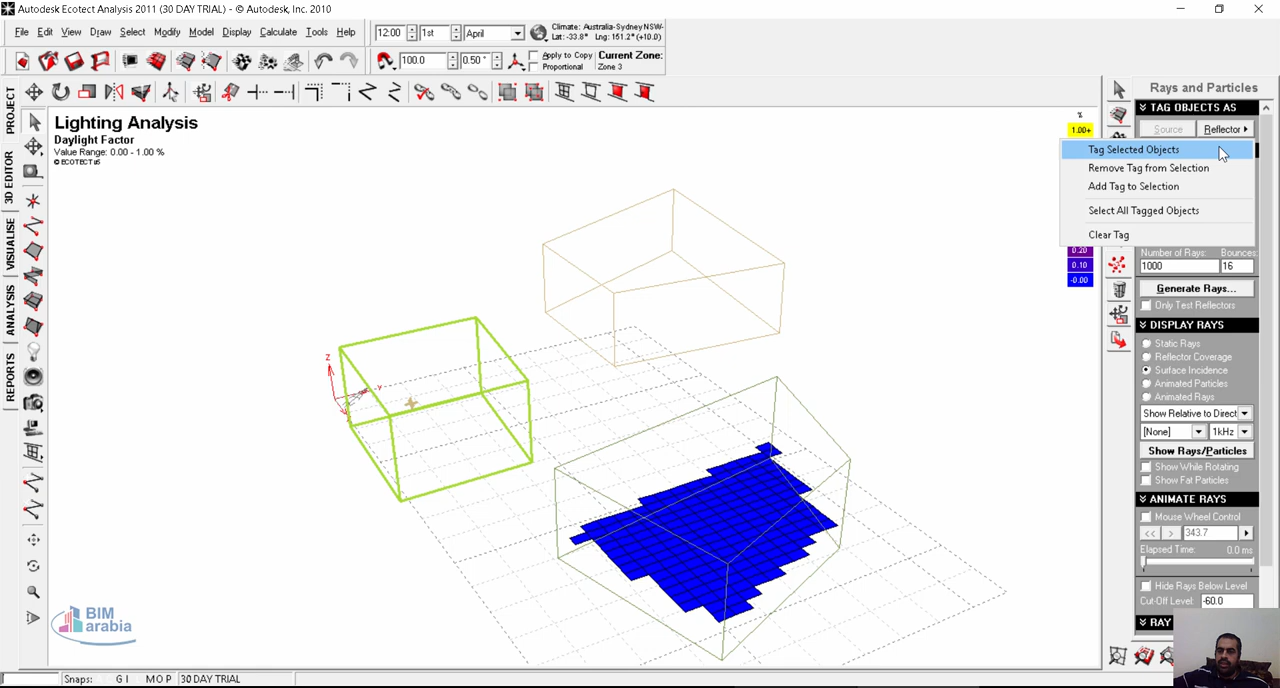 Autodesk Ecotect Analysis 2011 (30 DAY TRIAL) - © Autodesk, Inc. 2010
File Edit View Draw Select Modify Model Display Calculate Tools Help
12:00 1st April
Climate: Australia-Sydney NSW-
Lat: -33.8° Lng: 151.2° (+10.0)
100.0 0.50 °
Apply to Copy
Proportional
Current Zone:
Zone 3
PROJECT
3D EDITOR
VISUALISE
ANALYSIS
REPORTS
Lighting Analysis
Daylight Factor
Value Range: 0.00 - 1.00 %
© ECOTECT v5
%
1.00+
0.20
0.10
-0.00
Z
Y
Rays and Particles
TAG OBJECTS AS
Source Reflector
Tag Selected Objects
Remove Tag from Selection
Add Tag to Selection
Select All Tagged Objects
Clear Tag
Number of Rays: Bounces:
1000 16
Generate Rays...
Only Test Reflectors
DISPLAY RAYS
Static Rays
Reflector Coverage
Surface Incidence
Animated Particles
Animated Rays
Show Relative to Direct
[None] 1kHz
Show Rays/Particles
Show While Rotating
Show Fat Particles
ANIMATE RAYS
Mouse Wheel Control
<< > 343.7
Elapsed Time: 0.0 ms
Hide Rays Below Level
Cut-Off Level: -60.0
RAY
BIM
arabia
Snaps: G I M O P 30 DAY TRIAL